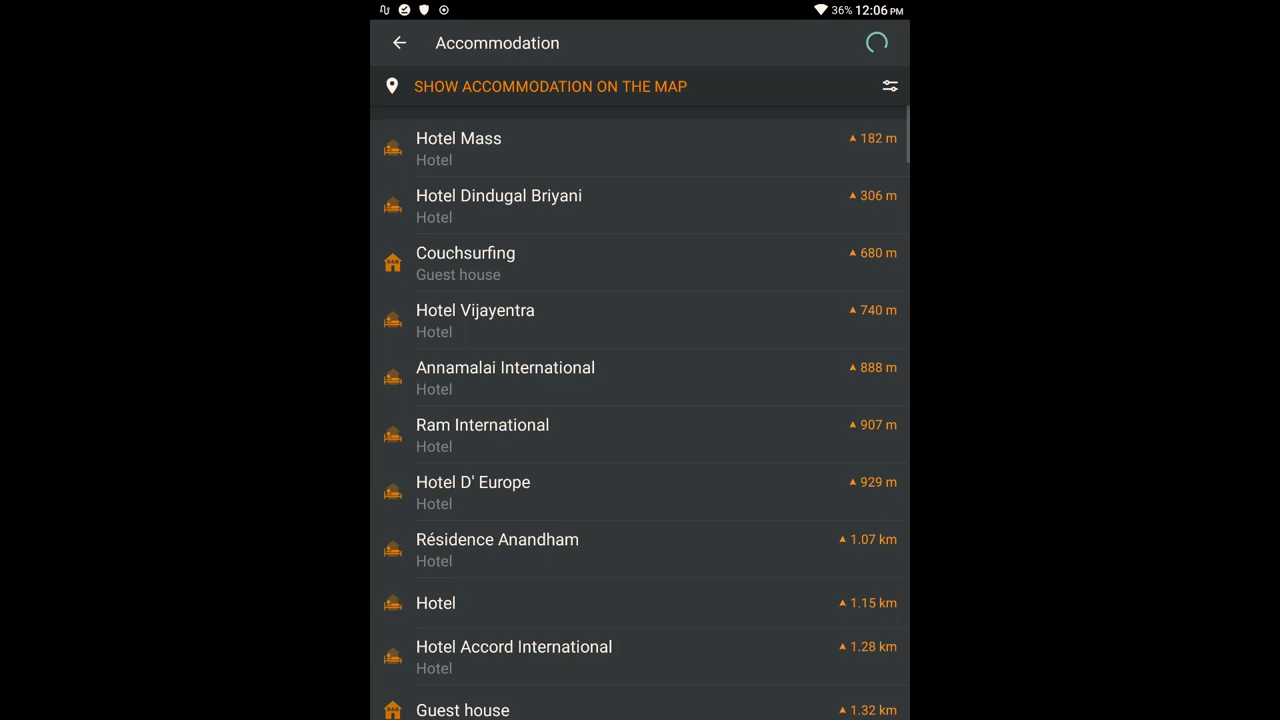 36% 12:06 PM
Accommodation
SHOW ACCOMMODATION ON THE MAP
Hotel Mass
182 m
Hotel
Hotel Dindugal Briyani
306 m
Hotel
Couchsurfing
680 m
Guest house
Hotel Vijayentra
740 m
Hotel
Annamalai International
888 m
Hotel
Ram International
907 m
Hotel
Hotel D' Europe
929 m
Hotel
Résidence Anandham
1.07 km
Hotel
Hotel
1.15 km
Hotel Accord International
1.28 km
Hotel
Guest house
1.32 km